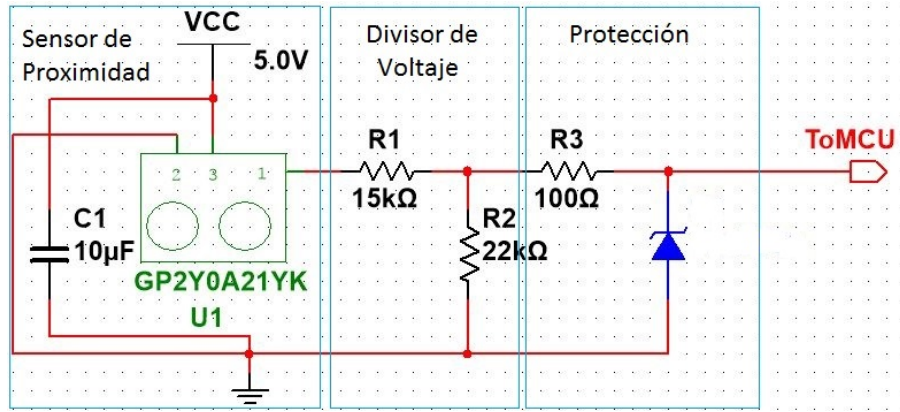 Sensor de
Proximidad
VCC
5.0V
Divisor de
Voltaje
Protección
ToMCU
R1
15kΩ
R3
100Ω
2 3 1
C1
10µF
R2
22kΩ
GP2Y0A21YK
U1